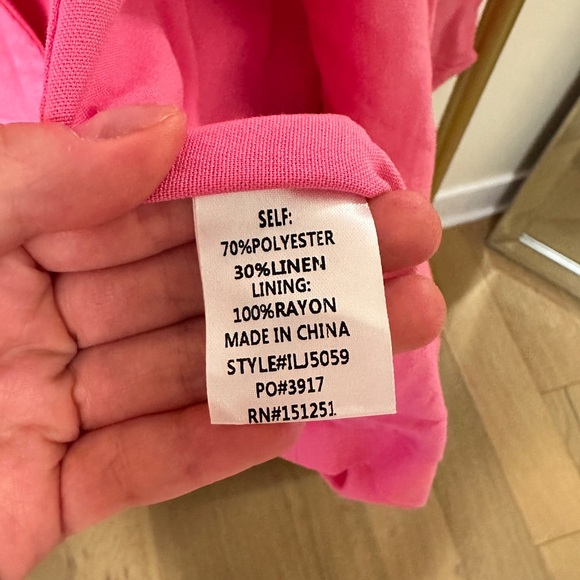 SELF:
70%POLYESTER
30%LINEN
LINING:
100%RAYON
MADE IN CHINA
STYLE#ILJ5059
PO#3917
RN#151251